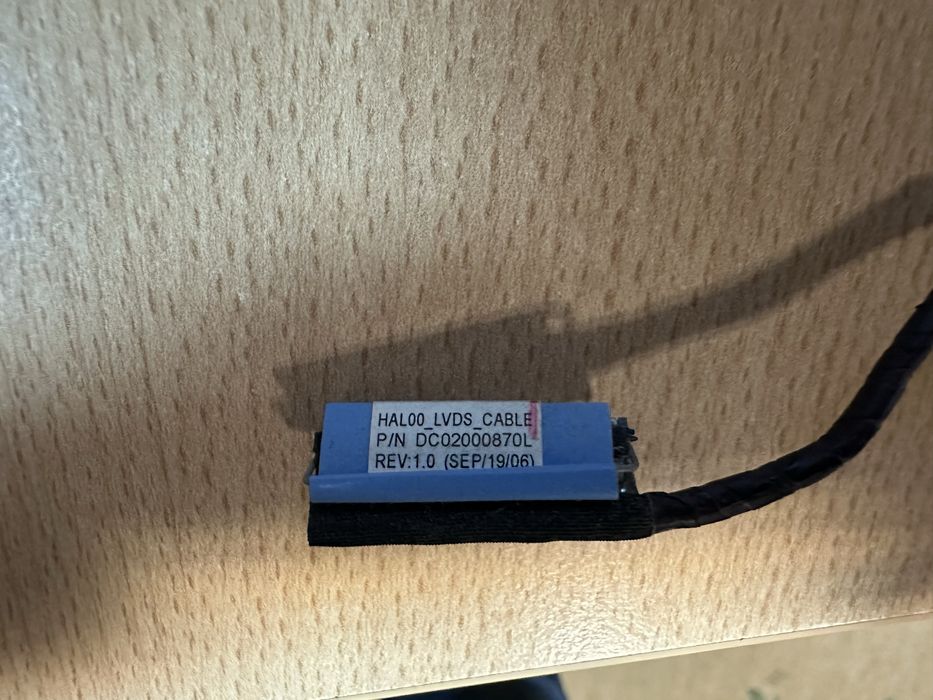 HAL00_LVDS_CABLE
P/N DC02000870L
REV:1.0 (SEP/19/06)